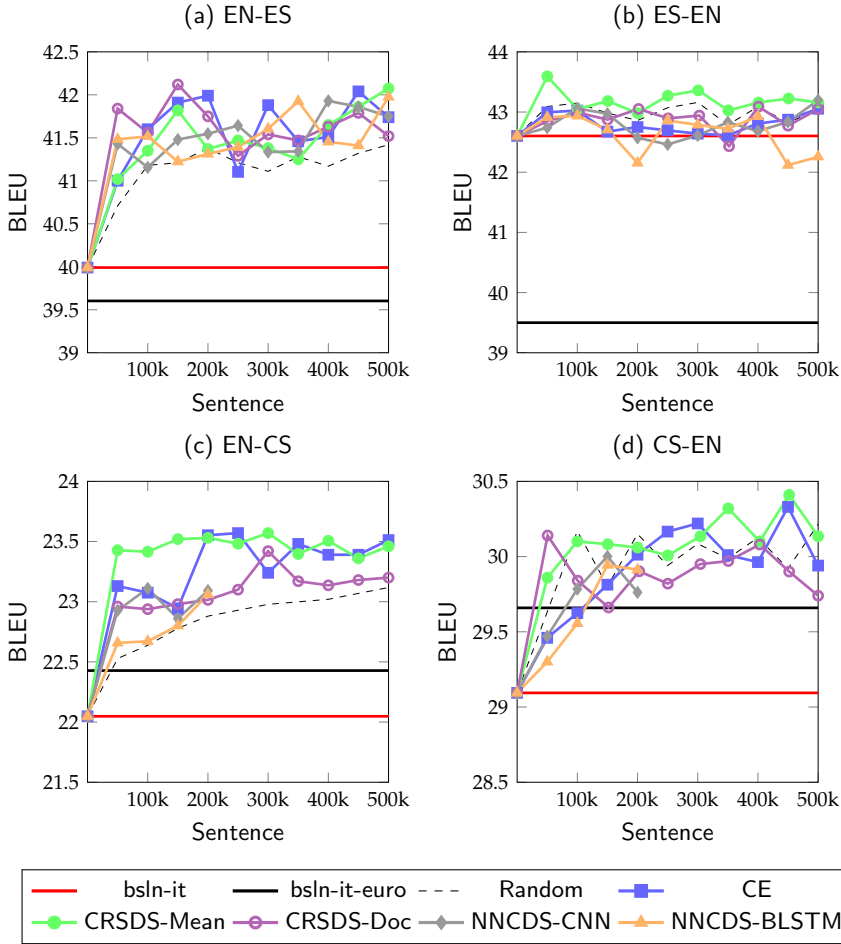 (a) EN-ES
42.5
42
41.5
41
40.5
40
39.5
39
BLEU
100k 200k 300k 400k 500k
Sentence
(b) ES-EN
44
43
42
43
40
39
BLEU
100k 200k 300k 400k 500k
Sentence
(c) EN-CS
24
23.5
23
22.5
22
21.5
BLEU
100k 200k 300k 400k 500k
Sentence
(d) CS-EN
30.5
30
29.5
29
28.5
BLEU
100k 200k 300k 400k 500k
Sentence
bsln-it bsln-it-euro Random CE
CRSDS-Mean CRSDS-Doc NNCDS-CNN NNCDS-BLSTM